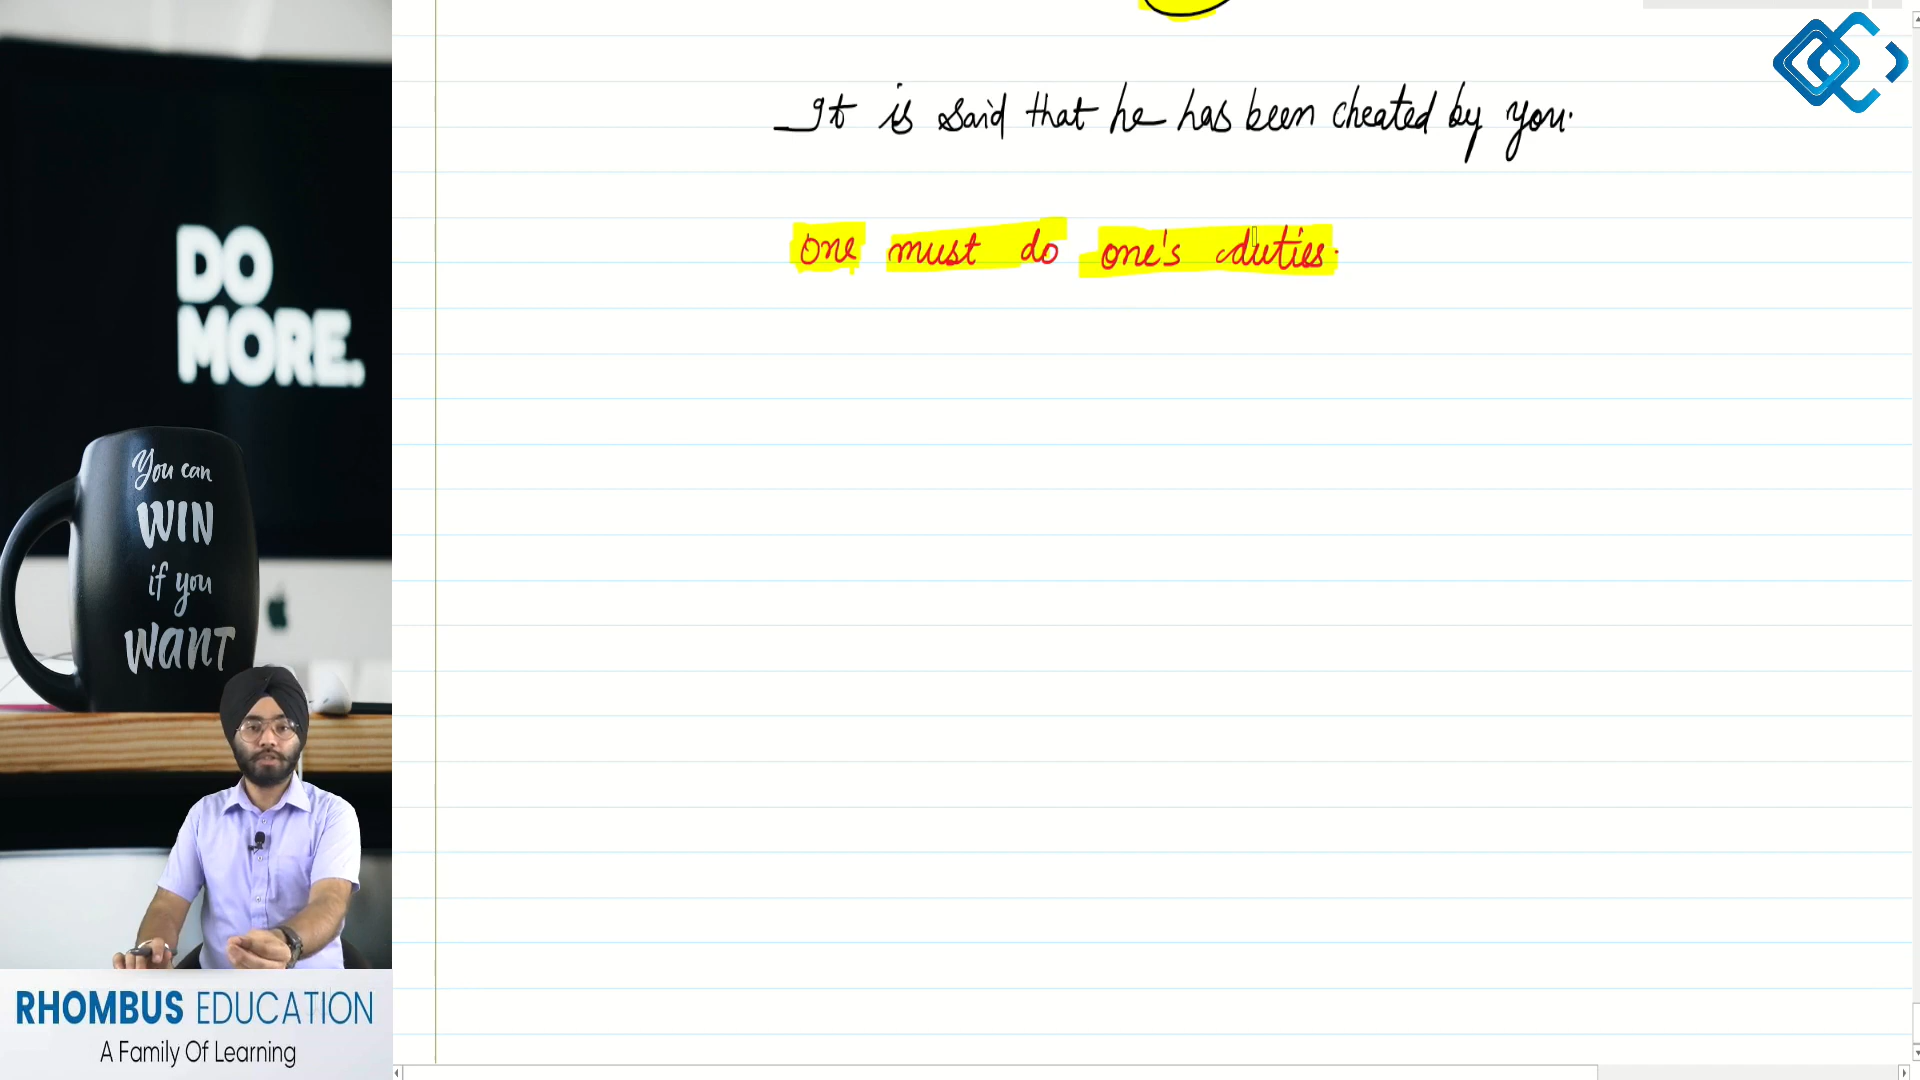 It is said that he has been cheated by you.
one must do one's duties.
DO
MORE.
You can
WIN
if you
WANT
RHOMBUS EDUCATION
A Family Of Learning